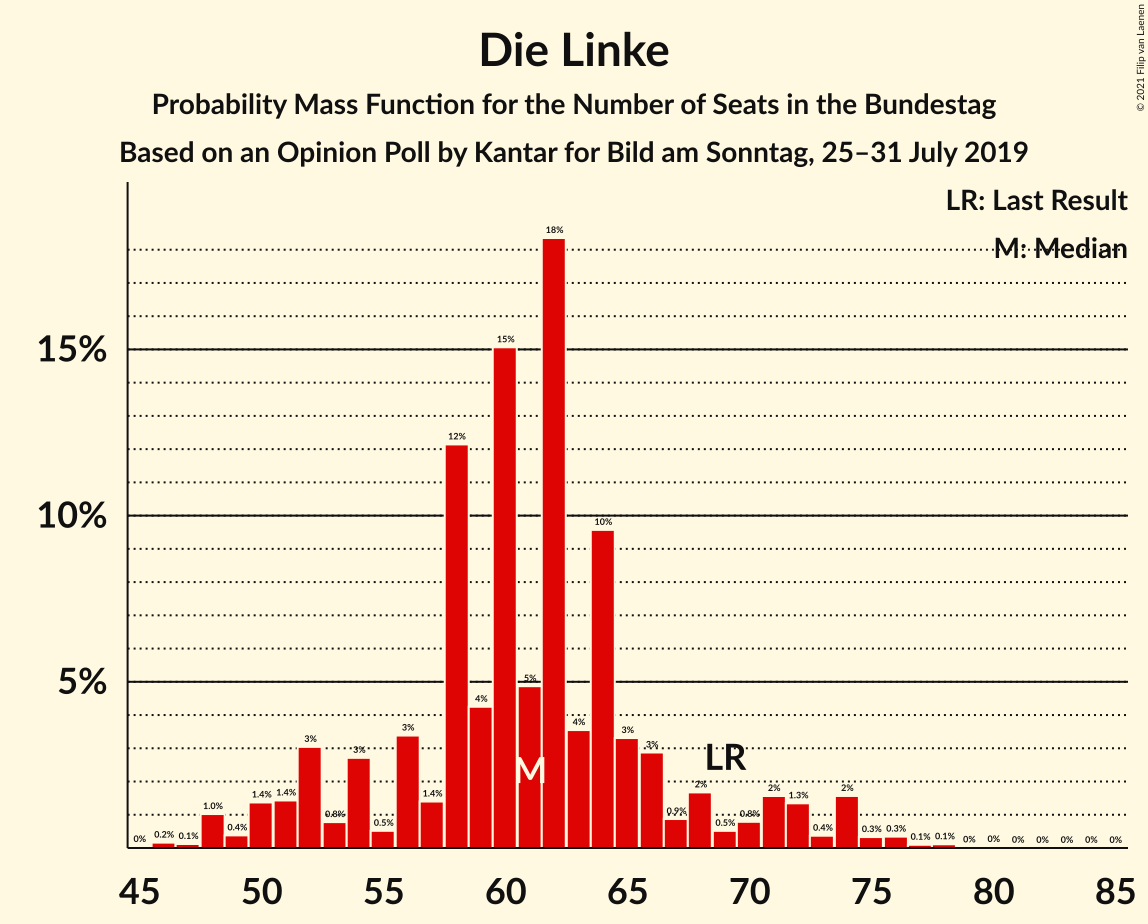 Die Linke
Probability Mass Function for the Number of Seats in the Bundestag
Based on an Opinion Poll by Kantar for Bild am Sonntag, 25–31 July 2019
© 2021 Filip van Laenen
LR: Last Result
M: Median
15%
10%
5%
0% 0.2% 0.1% 1.0% 0.4% 1.4% 1.4% 3% 0.8% 3% 0.5% 3% 1.4% 12% 4% 15% 5% 18% 4% 10% 3% 3% 0.9% 2% 0.5% 0.8% 2% 1.3% 0.4% 2% 0.3% 0.3% 0.1% 0.1% 0% 0% 0% 0% 0% 0% 0%
M
LR
45 50 55 60 65 70 75 80 85